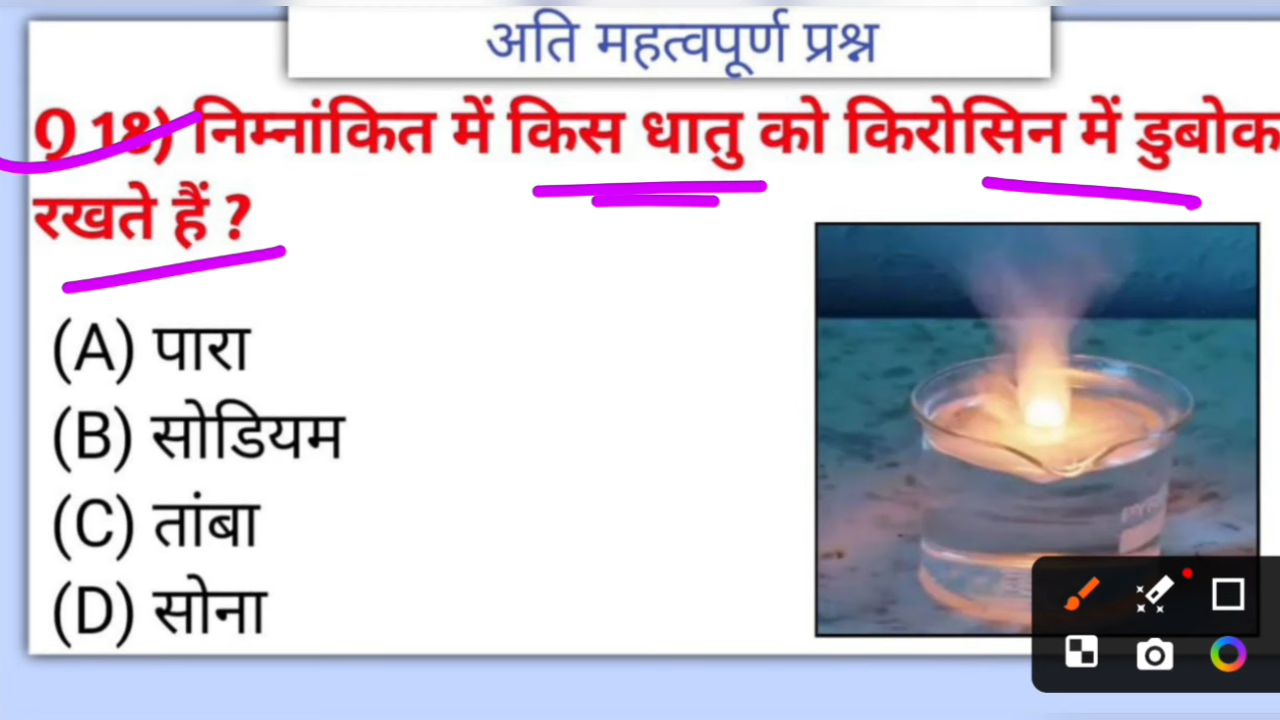 अति महत्वपूर्ण प्रश्न
Q 18) निम्नांकित में किस धातु को किरोसिन में डुबोक
रखते हैं ?
(A) पारा
(B) सोडियम
(C) तांबा
(D) सोना